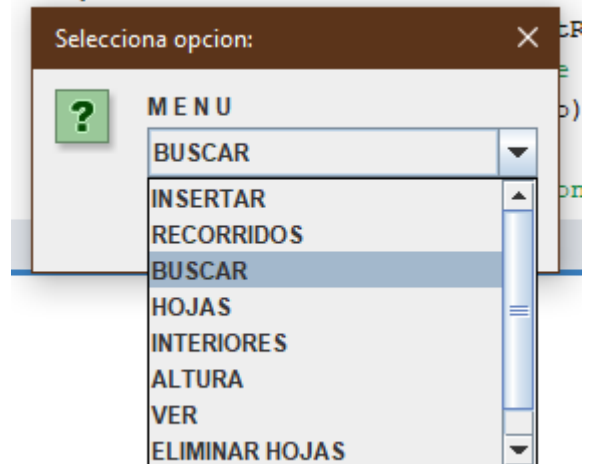 Selecciona opcion:
M E N U
BUSCAR
INSERTAR
RECORRIDOS
BUSCAR
HOJAS
INTERIORES
ALTURA
VER
ELIMINAR HOJAS